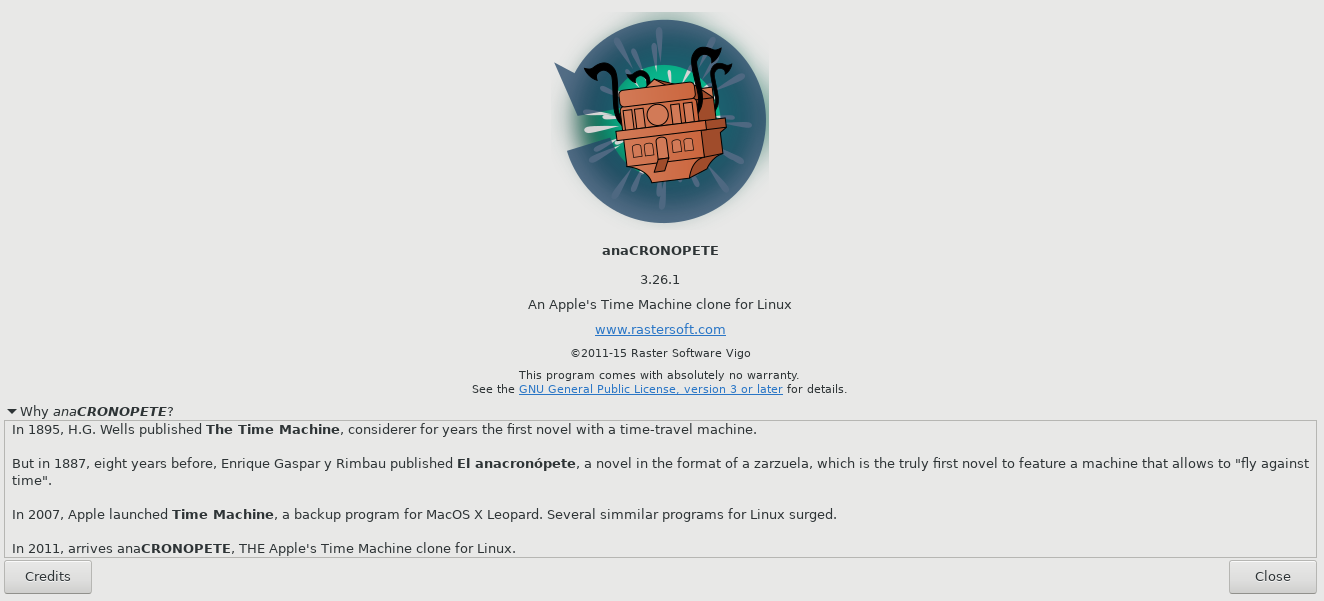 anaCRONOPETE
3.26.1
An Apple's Time Machine clone for Linux
www.rastersoft.com
©2011-15 Raster Software Vigo
This program comes with absolutely no warranty.
See the GNU General Public License, version 3 or later for details.
Why anaCRONOPETE?
In 1895, H.G. Wells published The Time Machine, considerer for years the first novel with a time-travel machine.
But in 1887, eight years before, Enrique Gaspar y Rimbau published El anacronópete, a novel in the format of a zarzuela, which is the truly first novel to feature a machine that allows to "fly against
time".
In 2007, Apple launched Time Machine, a backup program for MacOS X Leopard. Several simmilar programs for Linux surged.
In 2011, arrives anaCRONOPETE, THE Apple's Time Machine clone for Linux.
Credits
Close